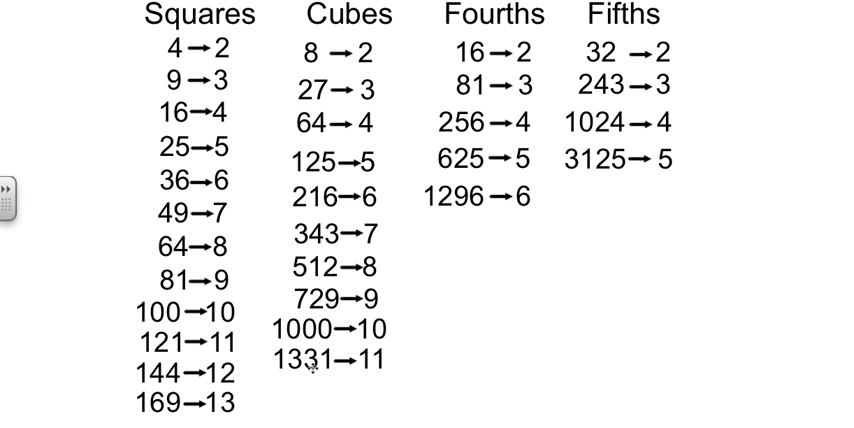 Squares Cubes Fourths Fifths
4→2 8→2 16→2 32→2
9→3 27→3 81→3 243→3
16→4 64→4 256→4 1024→4
25→5 125→5 625→5 3125→5
36→6 216→6 1296→6
49→7 343→7
64→8 512→8
81→9 729→9
100→10 1000→10
121→11 1331→11
144→12
169→13